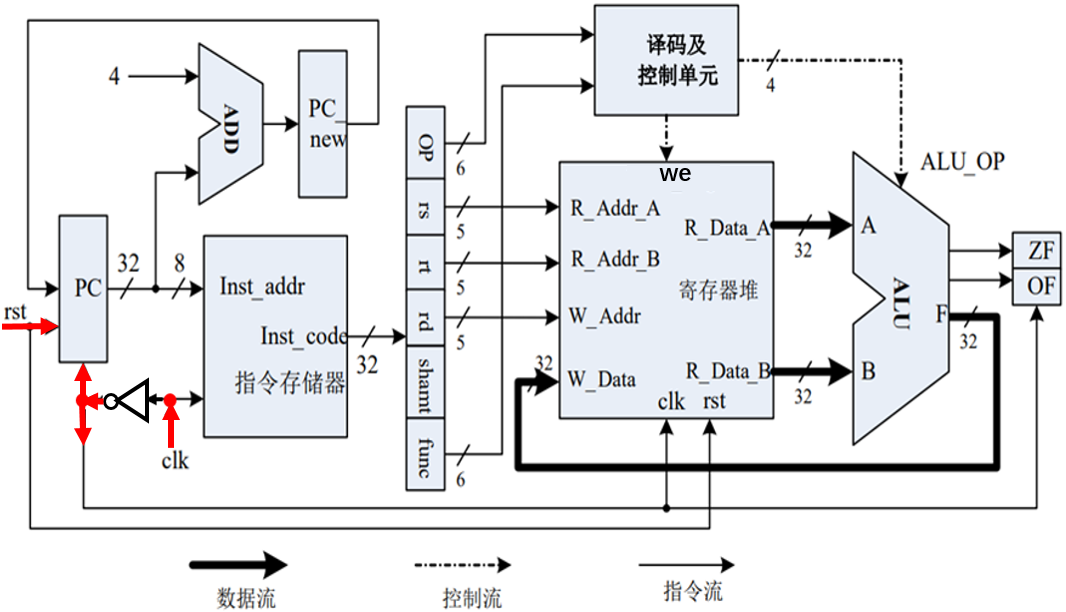 4
ADD
PC_
new
PC
32
8
rst
Inst_addr
Inst_code
指令存储器
32
clk
OP
rs
rt
rd
shamt
func
6
5
5
5
6
译码及
控制单元
4
we
R_Addr_A
R_Addr_B
W_Addr
W_Data
R_Data_A
寄存器堆
R_Data_B
clk
rst
32
32
32
ALU_OP
A
B
ALU
F
32
ZF
OF
数据流
控制流
指令流